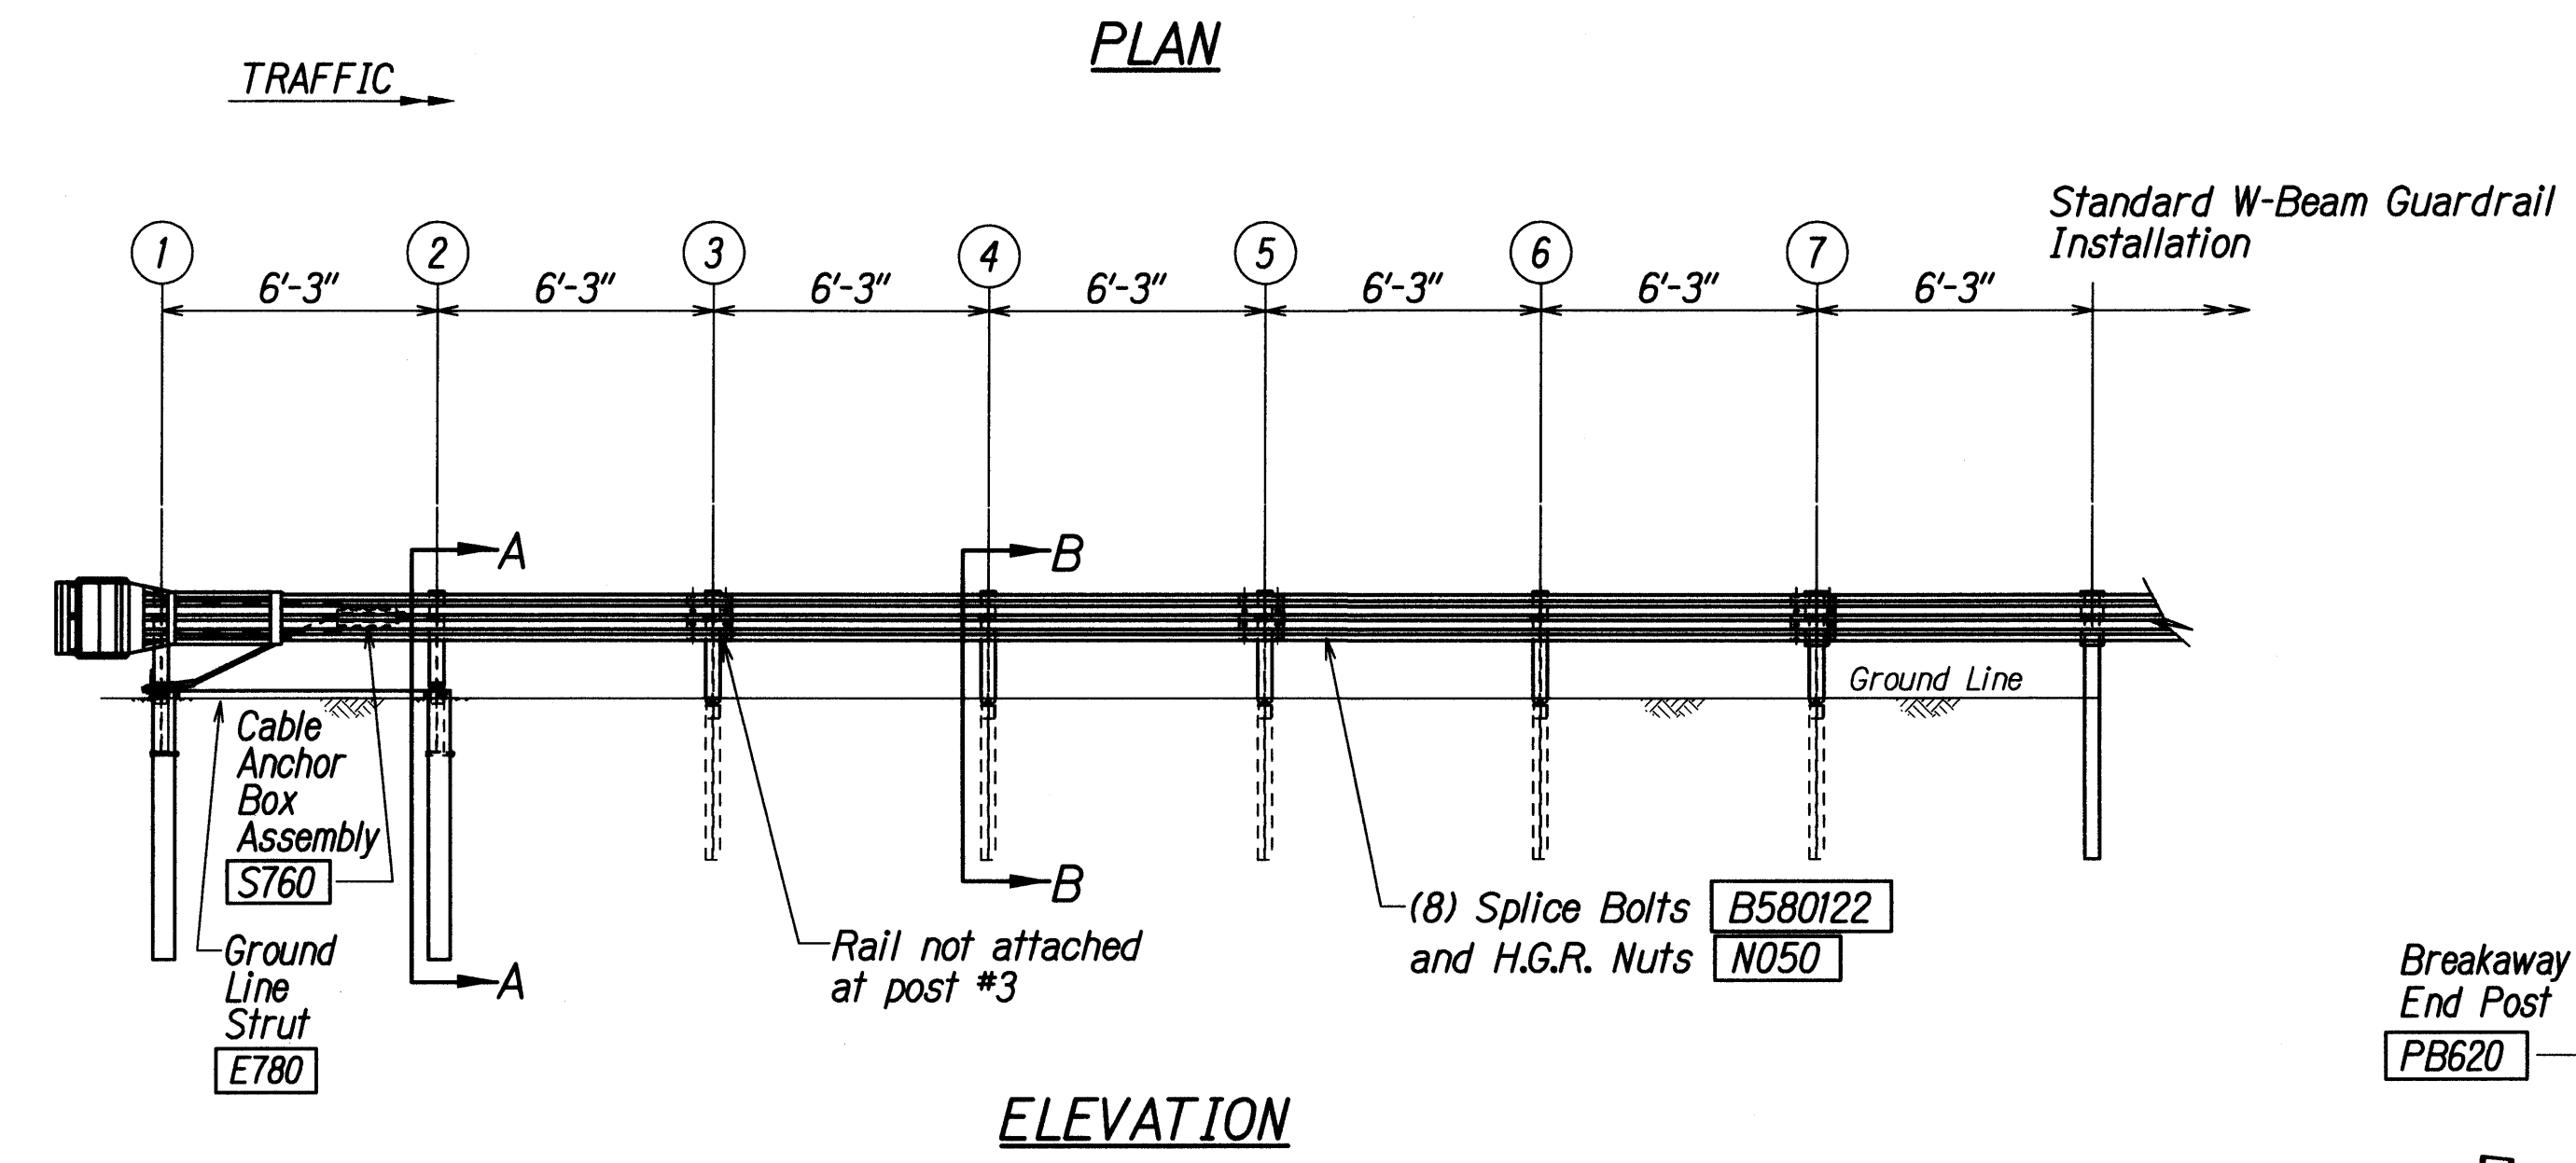 PLAN
TRAFFIC
Standard W-Beam Guardrail
Installation
1 2 3 4 5 6 7
6'-3" 6'-3" 6'-3" 6'-3" 6'-3" 6'-3" 6'-3"
A B
Ground Line
Cable
Anchor
Box
Assembly
S760
Ground
Line
Strut
E780
A
B
Rail not attached
at post #3
(8) Splice Bolts B580122
and H.G.R. Nuts N050
Breakaway
End Post
PB620
ELEVATION